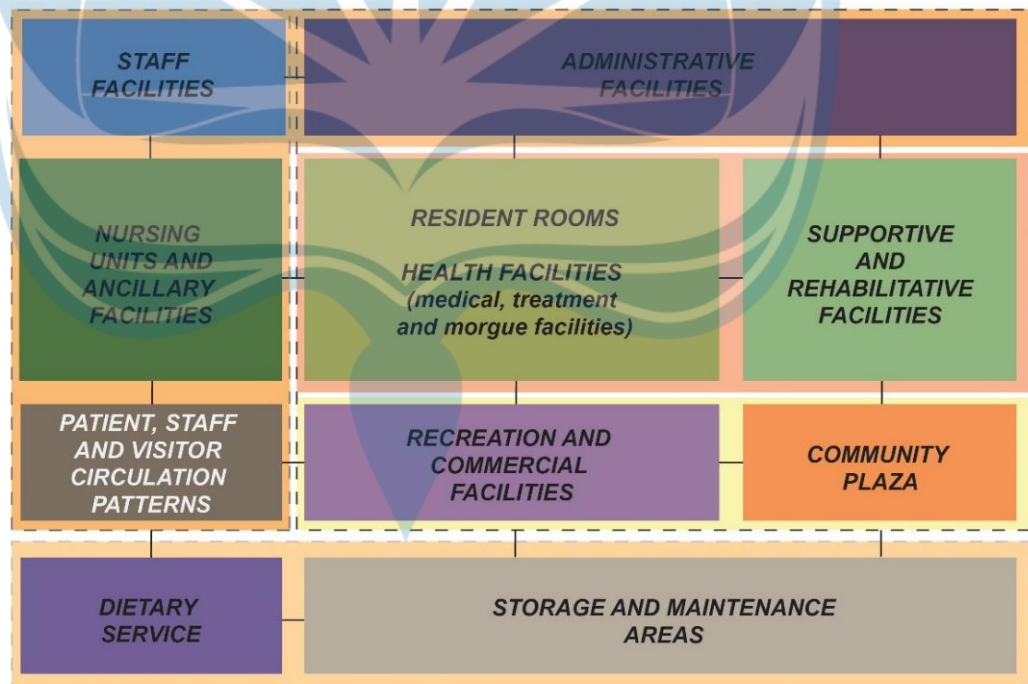 STAFF
FACILITIES
ADMINISTRATIVE
FACILITIES
NURSING
UNITS AND
ANCILLARY
FACILITIES
RESIDENT ROOMS
HEALTH FACILITIES
(medical, treatment
and morgue facilities)
SUPPORTIVE
AND
REHABILITATIVE
FACILITIES
PATIENT, STAFF
AND VISITOR
CIRCULATION
PATTERNS
RECREATION AND
COMMERCIAL
FACILITIES
COMMUNITY
PLAZA
DIETARY
SERVICE
STORAGE AND MAINTENANCE
AREAS